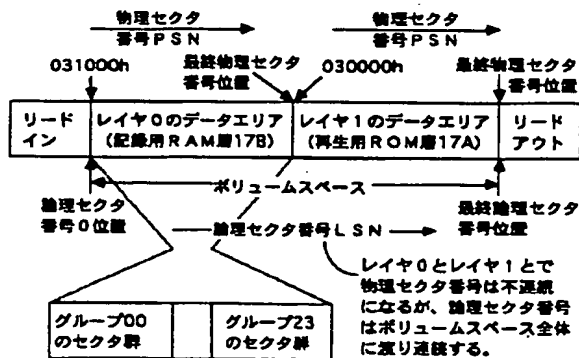 物理セクタ
番号PSN
物理セクタ
番号PSN
031000h
最終物理セクタ
番号位置
030000h
最終物理セクタ
番号位置
リード
イン
レイヤ0のデータエリア
(記録用RAM層17B)
レイヤ1のデータエリア
(再生用ROM層17A)
リード
アウト
ボリュームスペース
論理セクタ
番号0位置
論理セクタ番号LSN
最終論理セクタ
番号位置
レイヤ0とレイヤ1とで
物理セクタ番号は不連続
になるが、論理セクタ番号
はボリュームスペース全体
に渡り連続する。
グループ00
のセクタ群
グループ23
のセクタ群